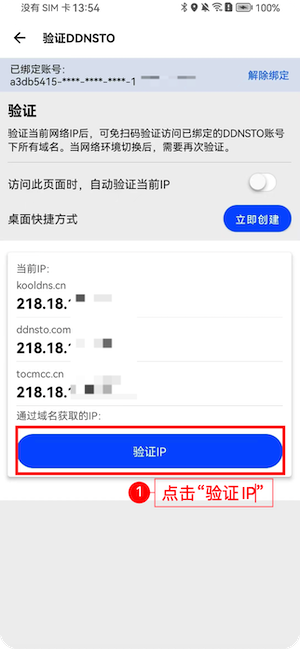 没有 SIM 卡 13:54
100%
验证DDNSTO
已绑定账号：
a3db5415-****-****-****-1
解除绑定
验证
验证当前网络IP后，可免扫码验证访问已绑定的DDNSTO账号
下所有域名。当网络环境切换后，需要再次验证。
访问此页面时，自动验证当前IP
桌面快捷方式
立即创建
当前IP:
kooldns.cn
218.18.
ddnsto.com
218.18.
tocmcc.cn
218.18.
通过域名获取的IP:
验证IP
1 点击“验证IP”